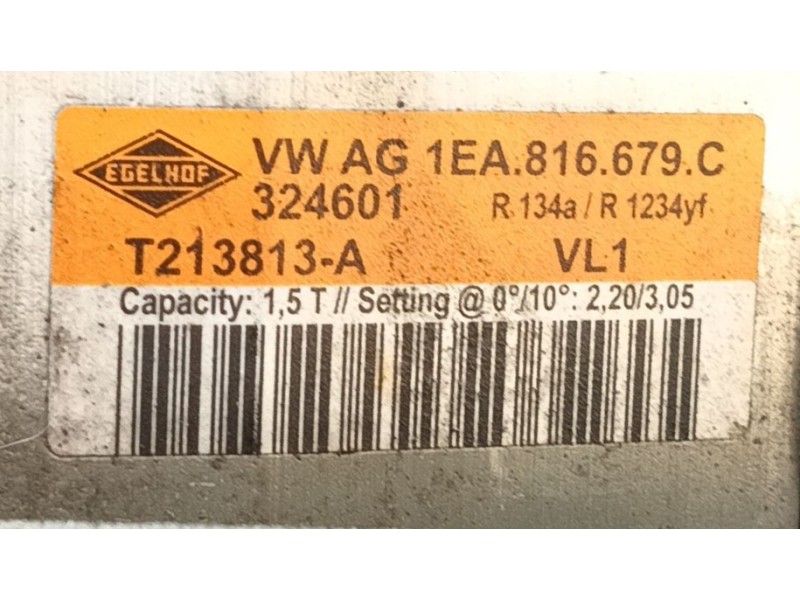 EGELHOF
VW AG 1EA.816.679.C
324601 R 134a / R 1234yf
T213813-A VL1
Capacity: 1,5 T // Setting @ 0°/10°: 2,20/3,05